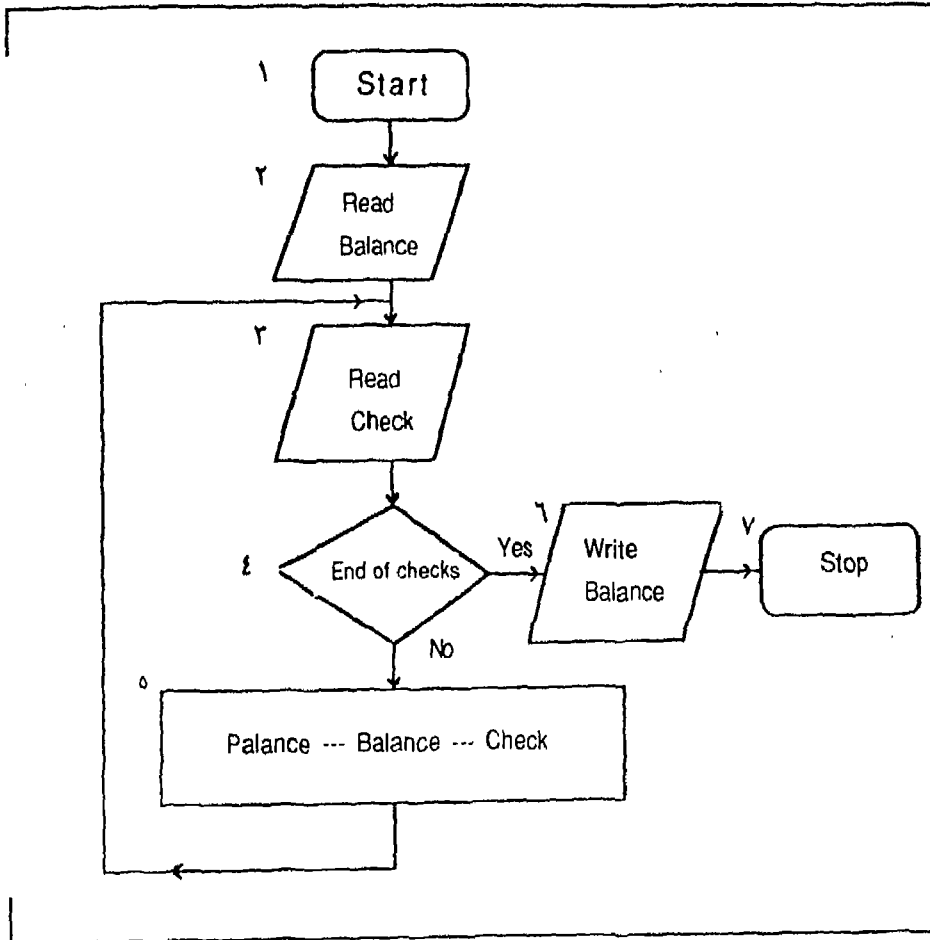 ١
Start
٢
Read
Balance
٣
Read
Check
٤
End of checks
Yes
No
٦
Write
Balance
٧
Stop
٥
Palance --- Balance --- Check